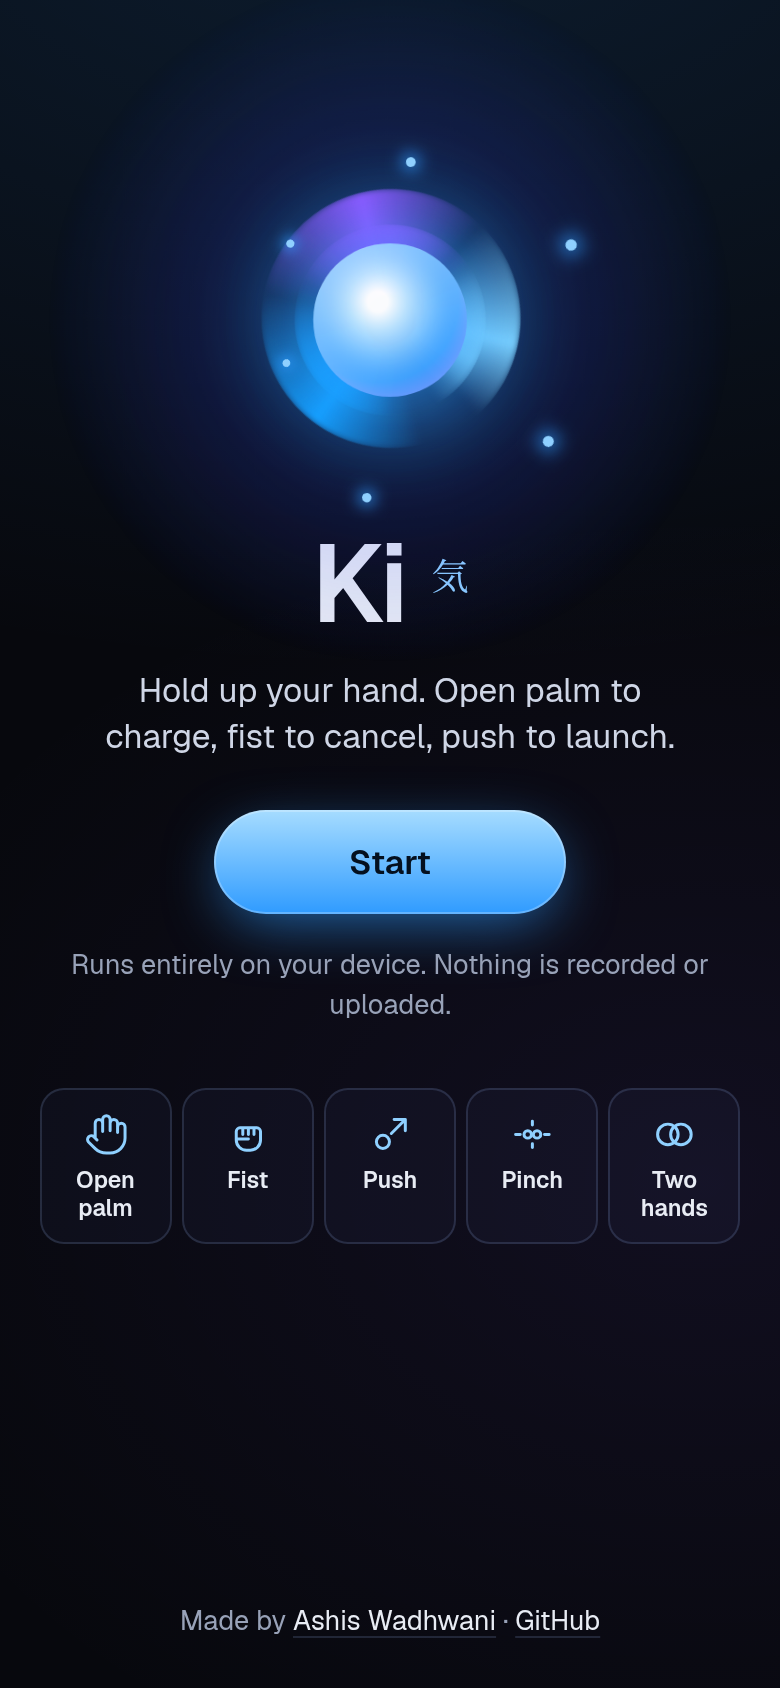 Ki 気
Hold up your hand. Open palm to
charge, fist to cancel, push to launch.
Start
Runs entirely on your device. Nothing is recorded or
uploaded.
Open
palm
Fist
Push
Pinch
Two
hands
Made by Ashis Wadhwani · GitHub